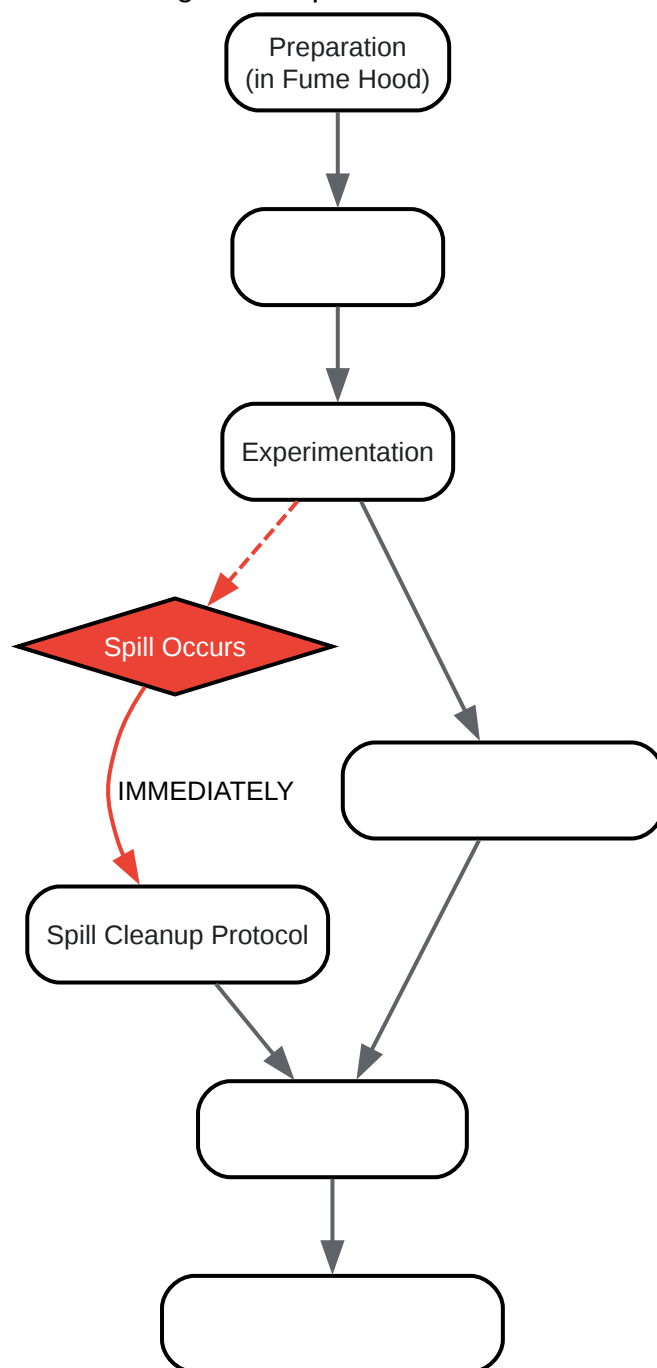 Preparation
(in Fume Hood)
Experimentation
Spill Occurs
IMMEDIATELY
Spill Cleanup Protocol